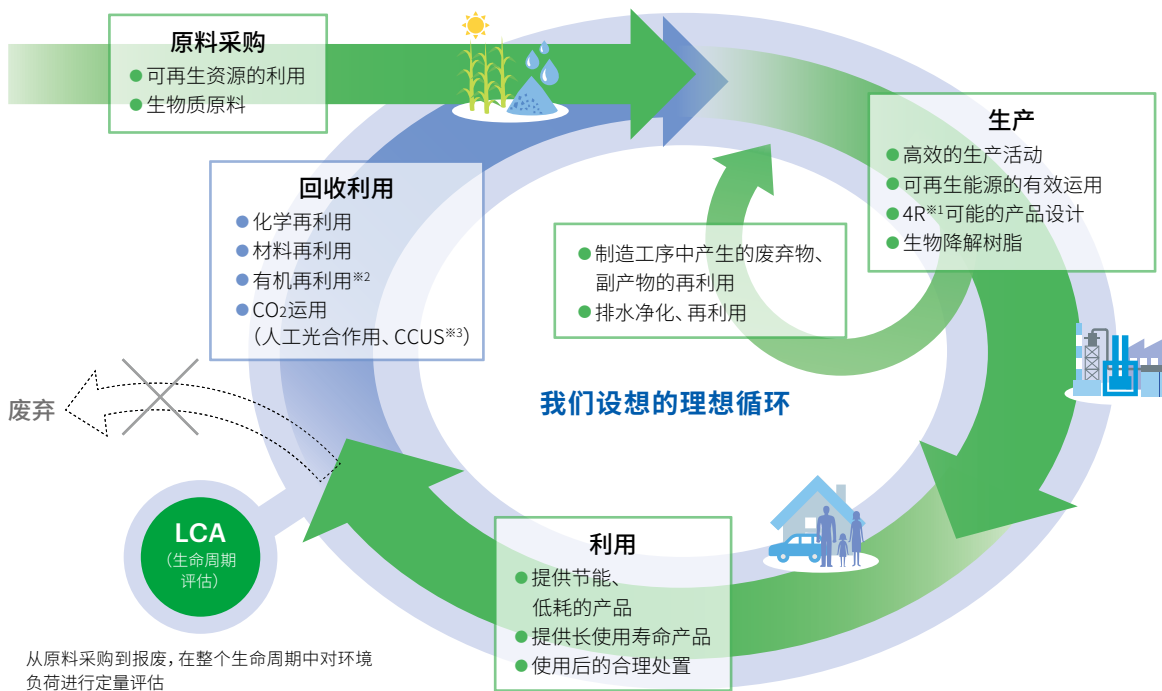 原料采购
●可再生资源的利用
●生物质原料
生产
●高效的生产活动
●可再生能源的有效运用
●4R※1可能的产品设计
●生物降解树脂
回收利用
●化学再利用
●材料再利用
●有机再利用※2
●CO2运用
（人工光合作用、CCUS※3）
●制造工序中产生的废弃物、
副产物的再利用
●排水净化、再利用
我们设想的理想循环
废弃
利用
●提供节能、
低耗的产品
●提供长使用寿命产品
●使用后的合理处置
LCA
（生命周期
评估）
从原料采购到报废，在整个生命周期中对环境
负荷进行定量评估